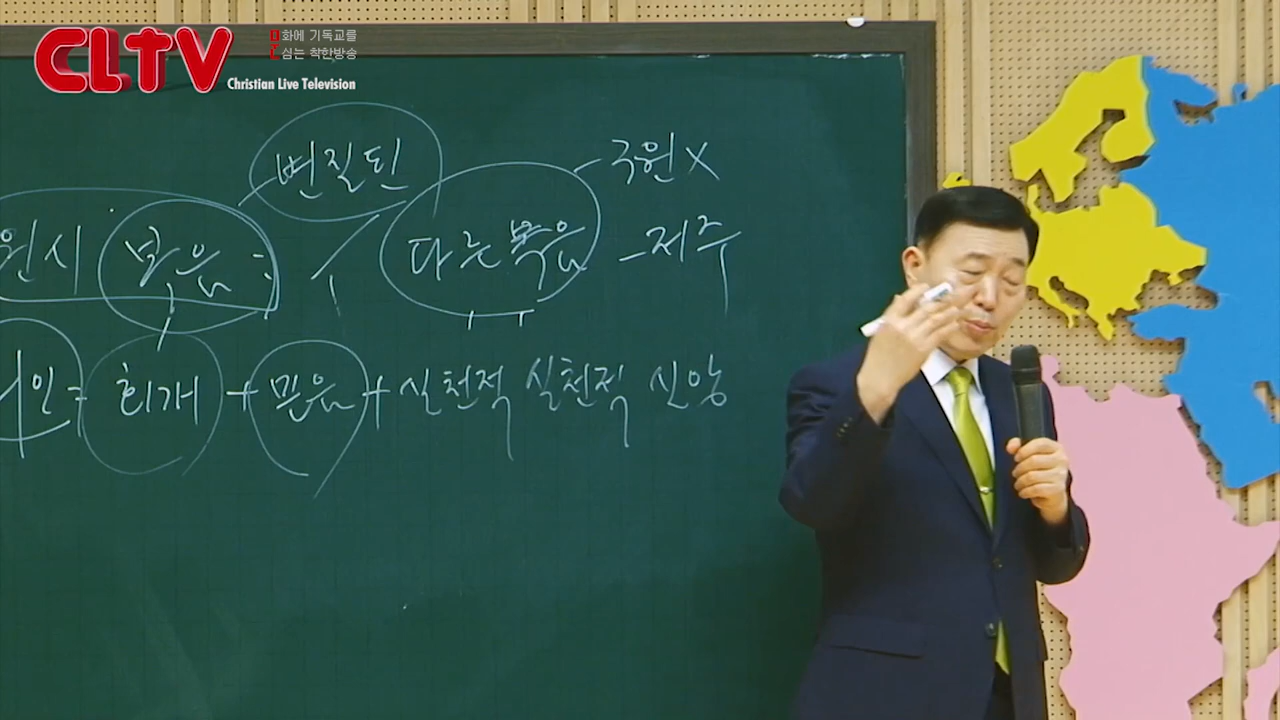 CLTV
문화에 기독교를
심는 착한방송
Christian Live Television
변질된
구원X
원시 복음 :
다른복음 - 저주
인 = 회개 + 믿음 + 실천적 실천적 신앙